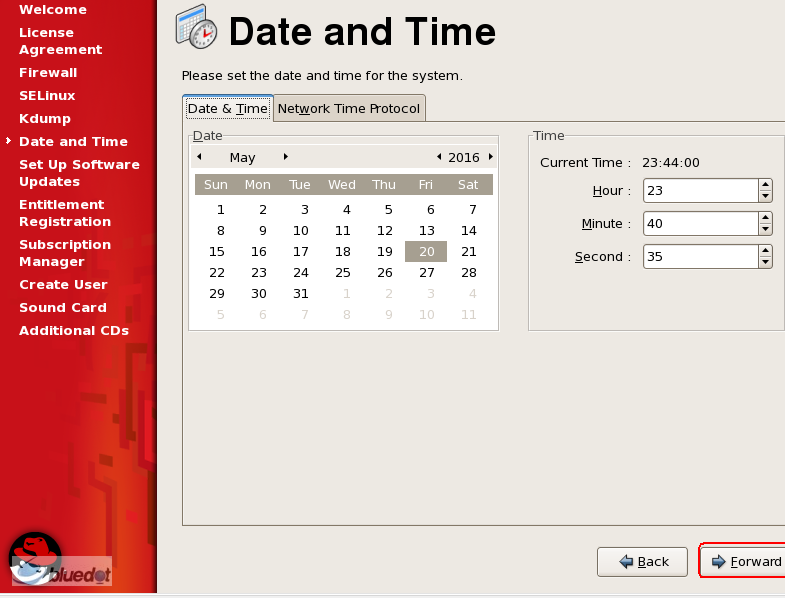 Welcome
License
Agreement
Firewall
SELinux
Kdump
Date and Time
Set Up Software
Updates
Entitlement
Registration
Subscription
Manager
Create User
Sound Card
Additional CDs
bluedot
Date and Time
Please set the date and time for the system.
Date & Time Network Time Protocol
Date
May 2016
Sun Mon Tue Wed Thu Fri Sat
1 2 3 4 5 6 7
8 9 10 11 12 13 14
15 16 17 18 19 20 21
22 23 24 25 26 27 28
29 30 31 1 2 3 4
5 6 7 8 9 10 11
Time
Current Time : 23:44:00
Hour : 23
Minute : 40
Second : 35
Back Forward